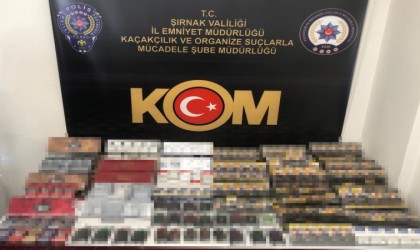 T.C.
ŞIRNAK VALİLİĞİ
İL EMNİYET MÜDÜRLÜĞÜ
KAÇAKÇILIK VE ORGANİZE SUÇLARLA
MÜCADELE ŞUBE MÜDÜRLÜĞÜ
KOM